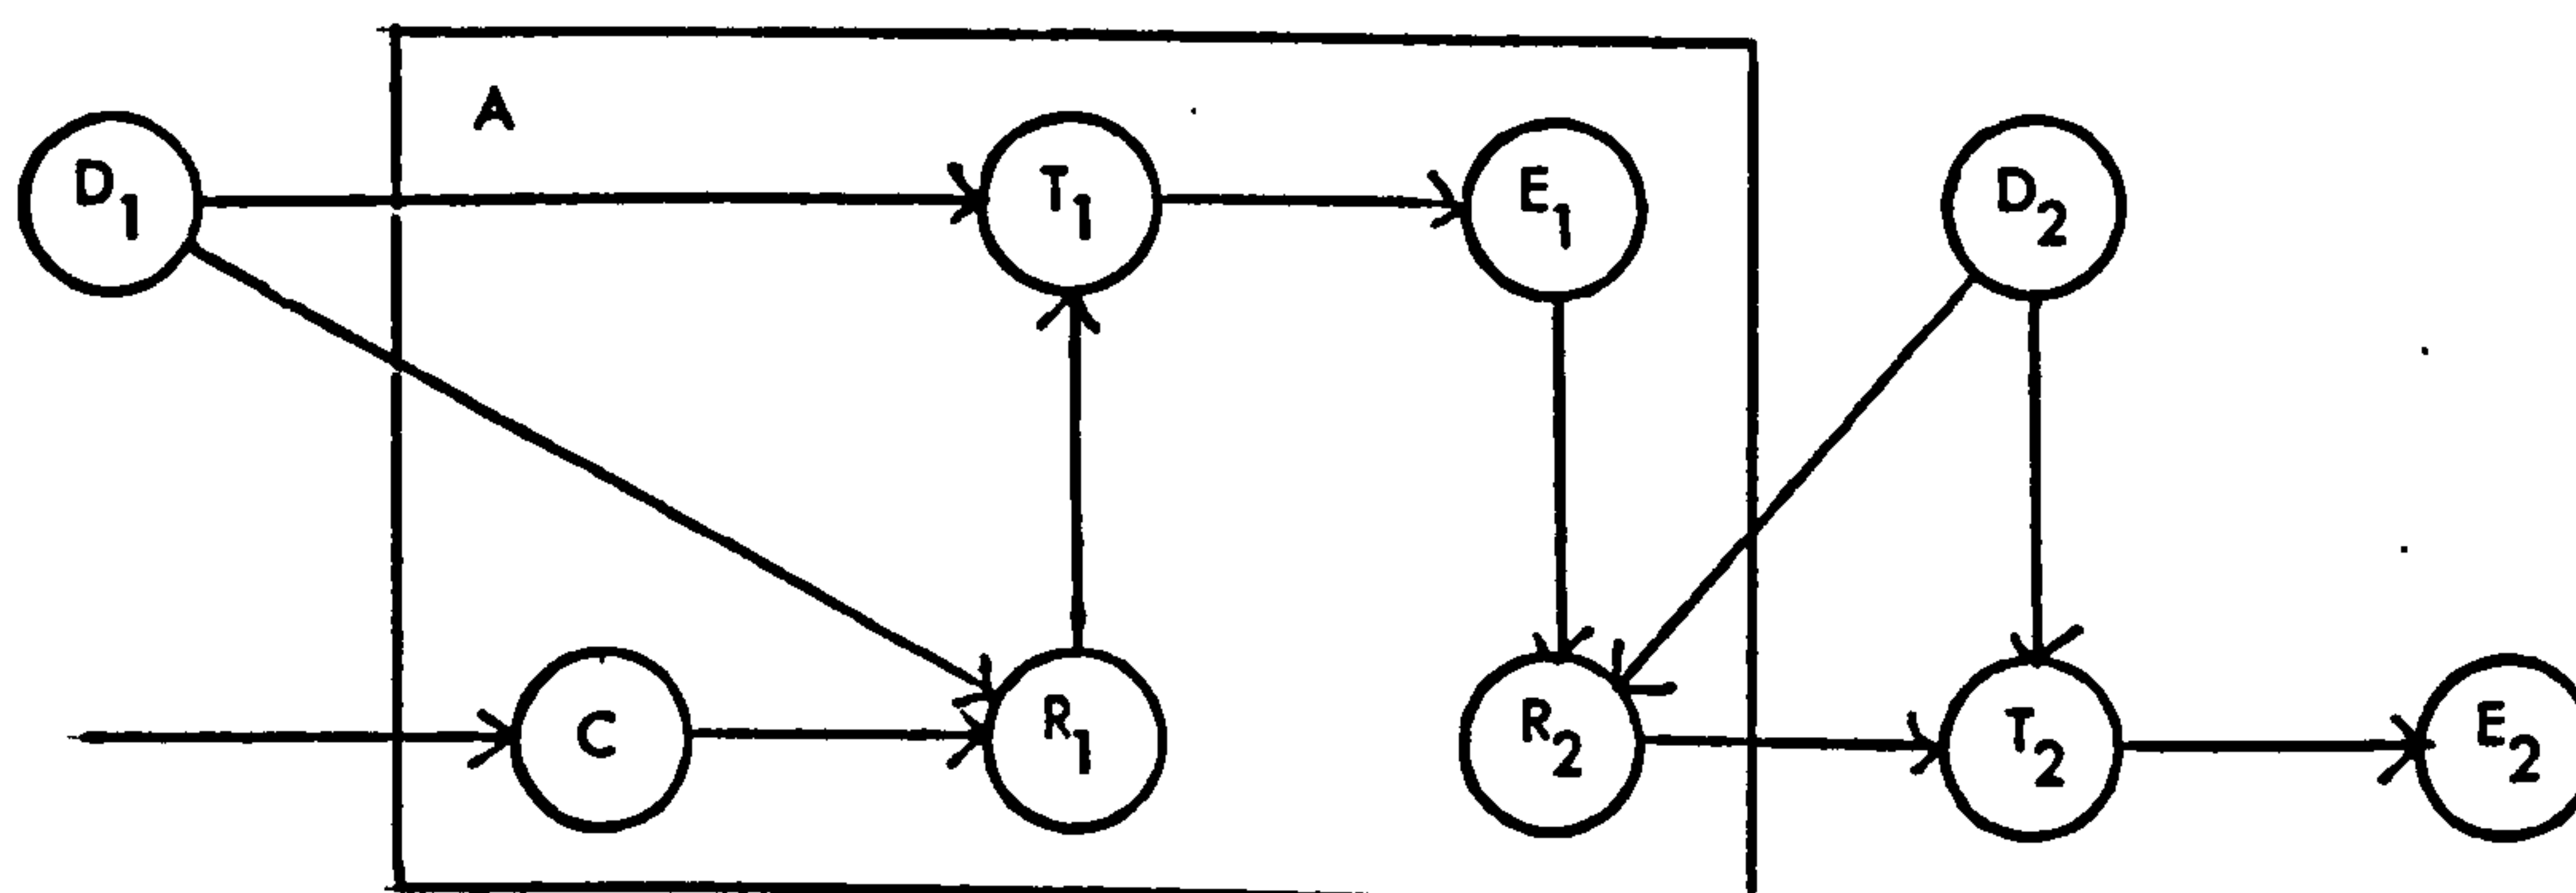 A
D₁
T₁
E₁
D₂
C
R₁
R₂
T₂
E₂